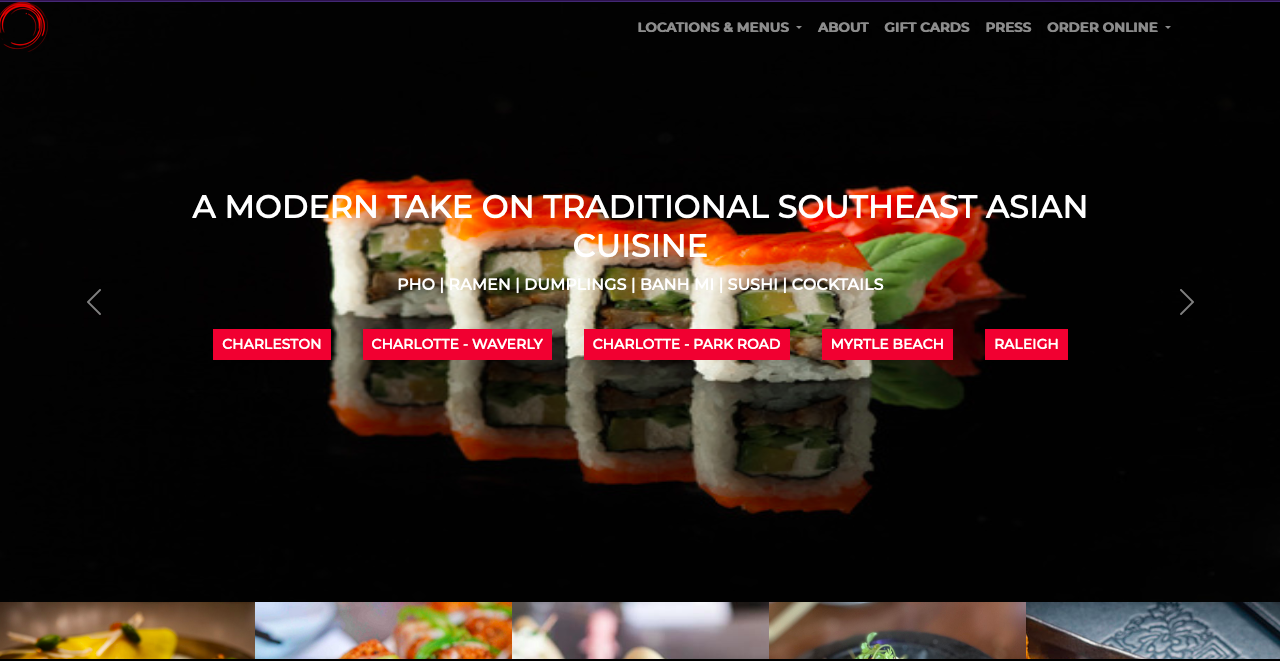 LOCATIONS & MENUS ABOUT GIFT CARDS PRESS ORDER ONLINE
A MODERN TAKE ON TRADITIONAL SOUTHEAST ASIAN
CUISINE
PHO | RAMEN | DUMPLINGS | BANH MI | SUSHI | COCKTAILS
CHARLESTON CHARLOTTE - WAVERLY CHARLOTTE - PARK ROAD MYRTLE BEACH RALEIGH